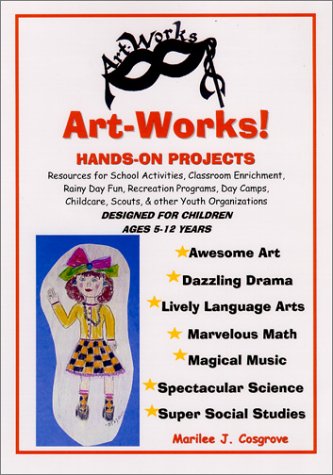 Art-Works
Art-Works!
HANDS-ON PROJECTS
Resources for School Activities, Classroom Enrichment,
Rainy Day Fun, Recreation Programs, Day Camps,
Childcare, Scouts, & other Youth Organizations
DESIGNED FOR CHILDREN
AGES 5-12 YEARS
Awesome Art
Dazzling Drama
Lively Language Arts
Marvelous Math
Magical Music
Spectacular Science
Super Social Studies
Marilee J. Cosgrove